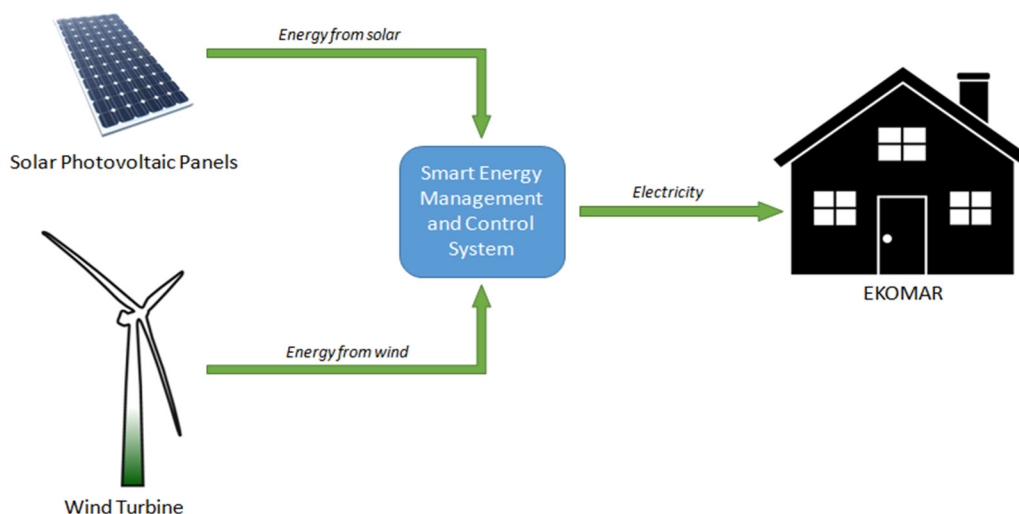 Energy from solar
Solar Photovoltaic Panels
Smart Energy
Management
and Control
System
Electricity
EKOMAR
Energy from wind
Wind Turbine